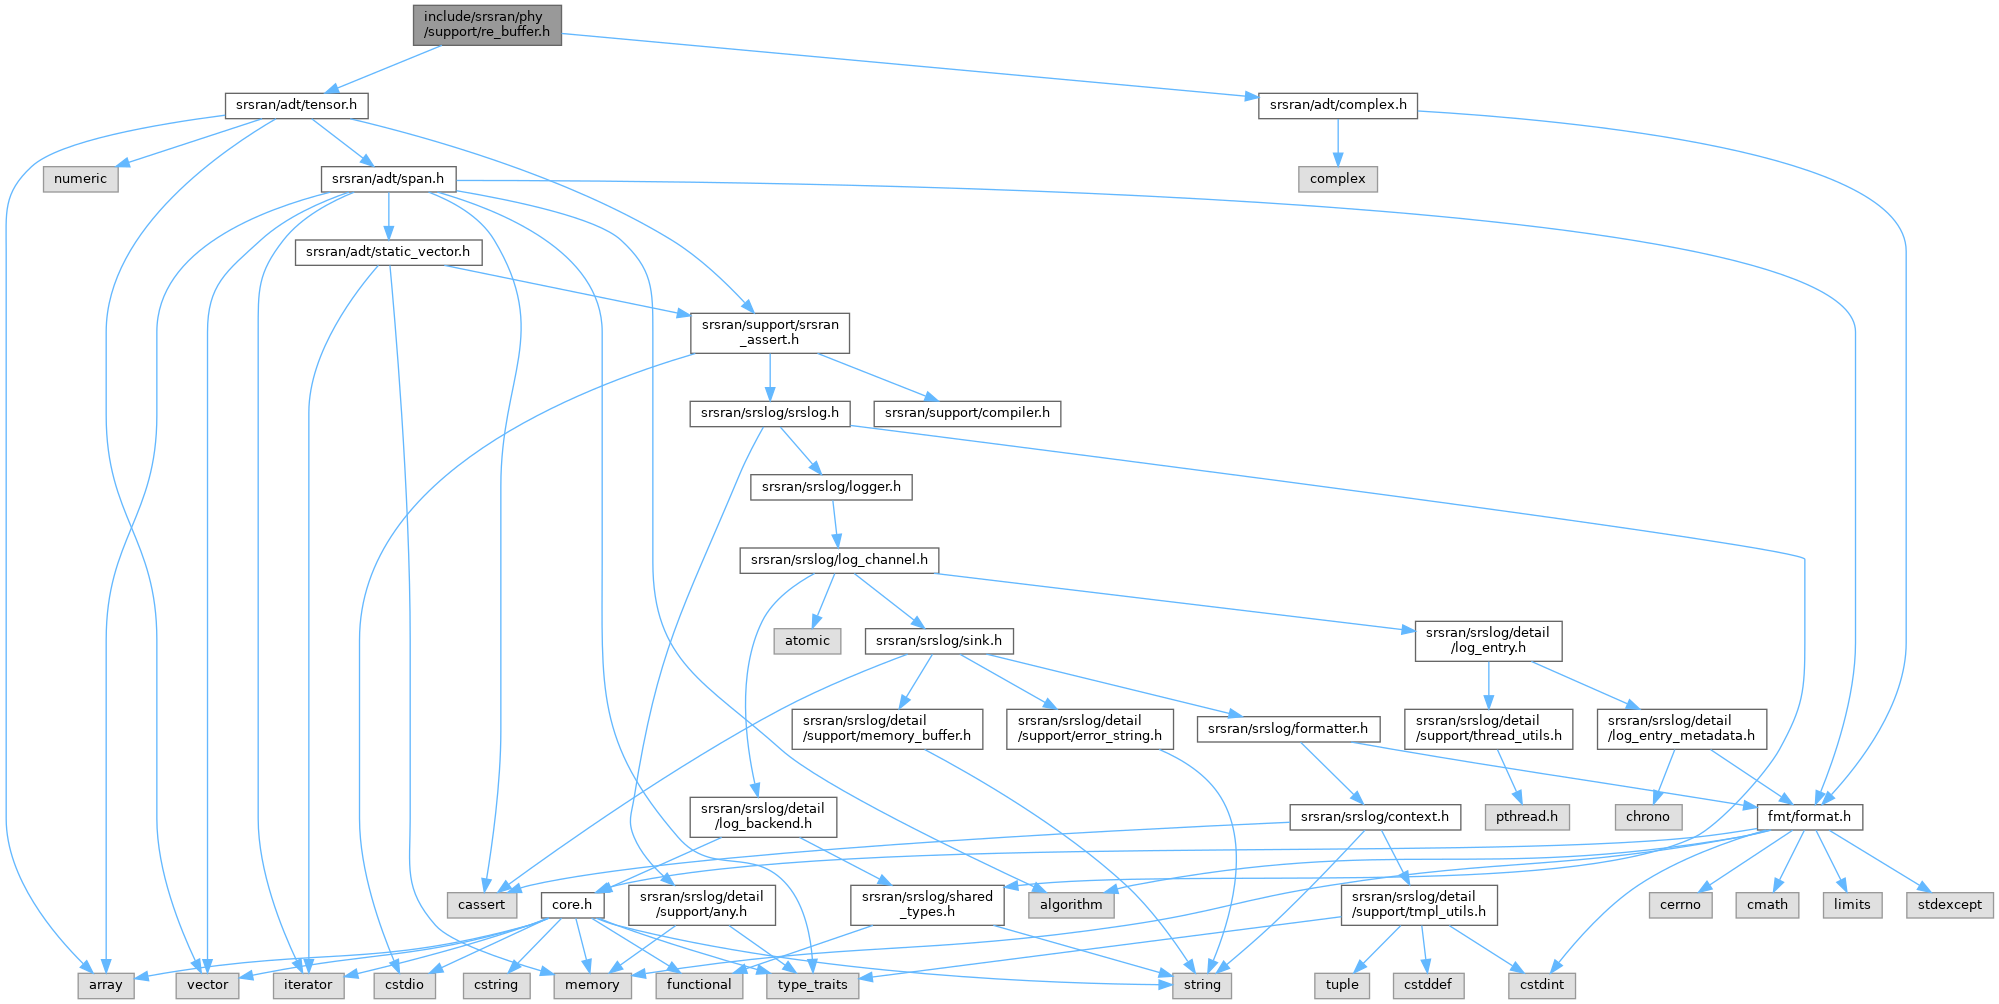 include/srsran/phy
/support/re_buffer.h
srsran/adt/tensor.h
srsran/adt/complex.h
numeric
srsran/adt/span.h
complex
srsran/adt/static_vector.h
srsran/support/srsran
_assert.h
srsran/srslog/srslog.h
srsran/support/compiler.h
srsran/srslog/logger.h
srsran/srslog/log_channel.h
atomic
srsran/srslog/sink.h
srsran/srslog/detail
/log_entry.h
srsran/srslog/detail
/support/memory_buffer.h
srsran/srslog/detail
/support/error_string.h
srsran/srslog/formatter.h
srsran/srslog/detail
/support/thread_utils.h
srsran/srslog/detail
/log_entry_metadata.h
srsran/srslog/detail
/log_backend.h
srsran/srslog/context.h
pthread.h
chrono
fmt/format.h
cassert
core.h
srsran/srslog/detail
/support/any.h
srsran/srslog/shared
_types.h
algorithm
srsran/srslog/detail
/support/tmpl_utils.h
cerrno
cmath
limits
stdexcept
array
vector
iterator
cstdio
cstring
memory
functional
type_traits
string
tuple
cstddef
cstdint